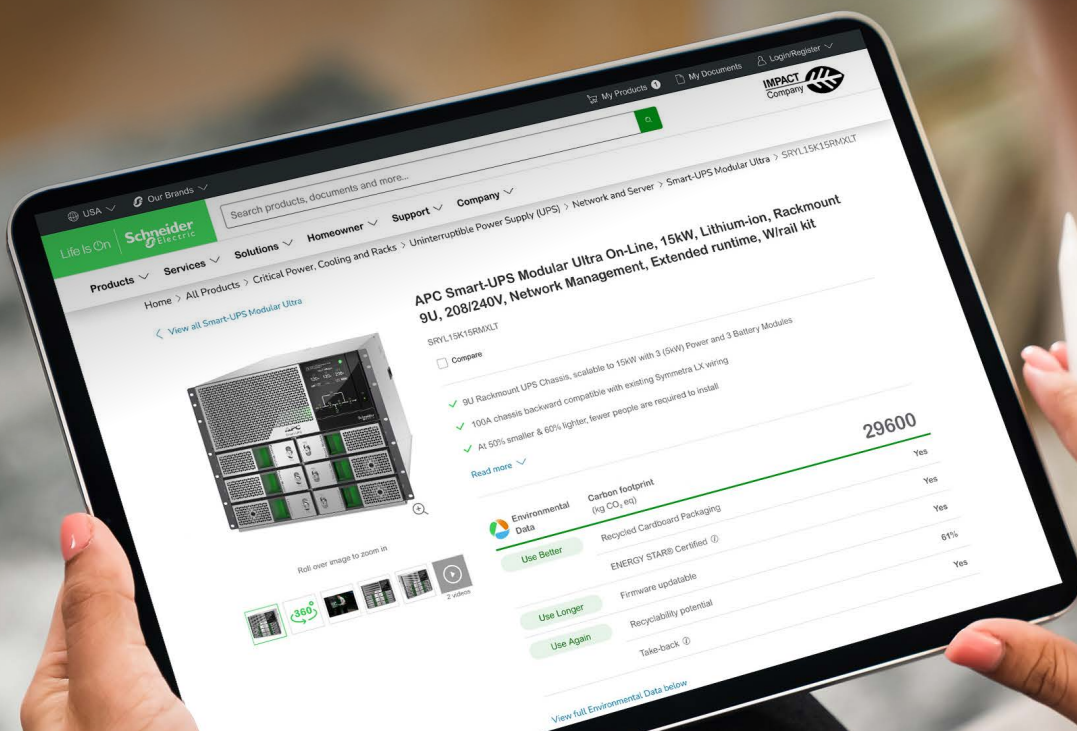 USA
Our Brands
My Products 1
My Documents
Login/Register
Life Is On
Schneider
Electric
Search products, documents and more...
IMPACT
Company
Products
Services
Solutions
Homeowner
Support
Company
Home > All Products > Critical Power, Cooling and Racks > Uninterruptible Power Supply (UPS) > Network and Server > Smart-UPS Modular Ultra > SRYL15K15RMXLT
View all Smart-UPS Modular Ultra
APC Smart-UPS Modular Ultra On-Line, 15kW, Lithium-ion, Rackmount
9U, 208/240V, Network Management, Extended runtime, W/rail kit
SRYL15K15RMXLT
Compare
9U Rackmount UPS Chassis, scalable to 15kW with 3 (5kW) Power and 3 Battery Modules
100A chassis backward compatible with existing Symmetra LX wiring
At 50% smaller & 60% lighter, fewer people are required to install
Read more
APC
Roll over image to zoom in
360°
2 videos
Environmental
Data
Carbon footprint
(kg CO₂ eq)
29600
Use Better
Recycled Cardboard Packaging
Yes
ENERGY STAR® Certified
Yes
Use Longer
Firmware updatable
Yes
Use Again
Recyclability potential
61%
Take-back
Yes
View full Environmental Data below